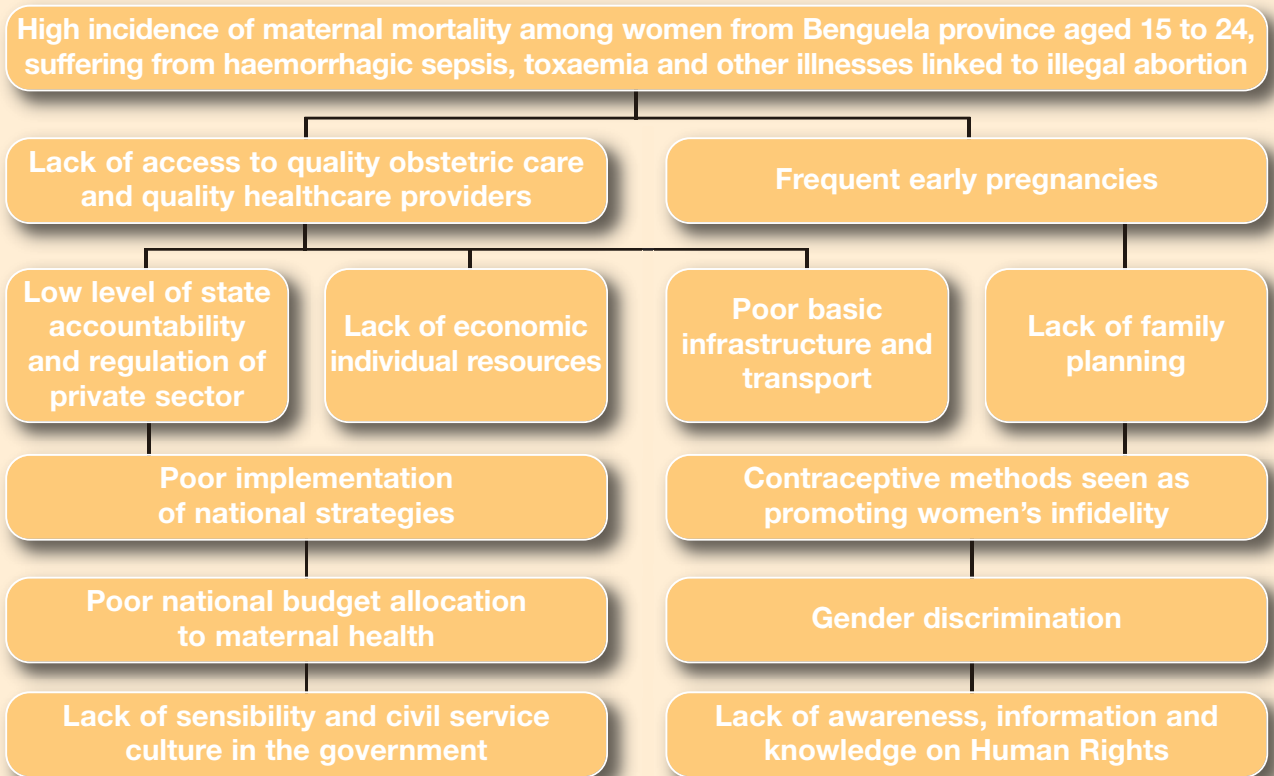 High incidence of maternal mortality among women from Benguela province aged 15 to 24,
suffering from haemorrhagic sepsis, toxaemia and other illnesses linked to illegal abortion
Lack of access to quality obstetric care
and quality healthcare providers
Frequent early pregnancies
Low level of state
accountability
and regulation of
private sector
Lack of economic
individual resources
Poor basic
infrastructure and
transport
Lack of family
planning
Poor implementation
of national strategies
Contraceptive methods seen as
promoting women's infidelity
Poor national budget allocation
to maternal health
Gender discrimination
Lack of sensibility and civil service
culture in the government
Lack of awareness, information and
knowledge on Human Rights